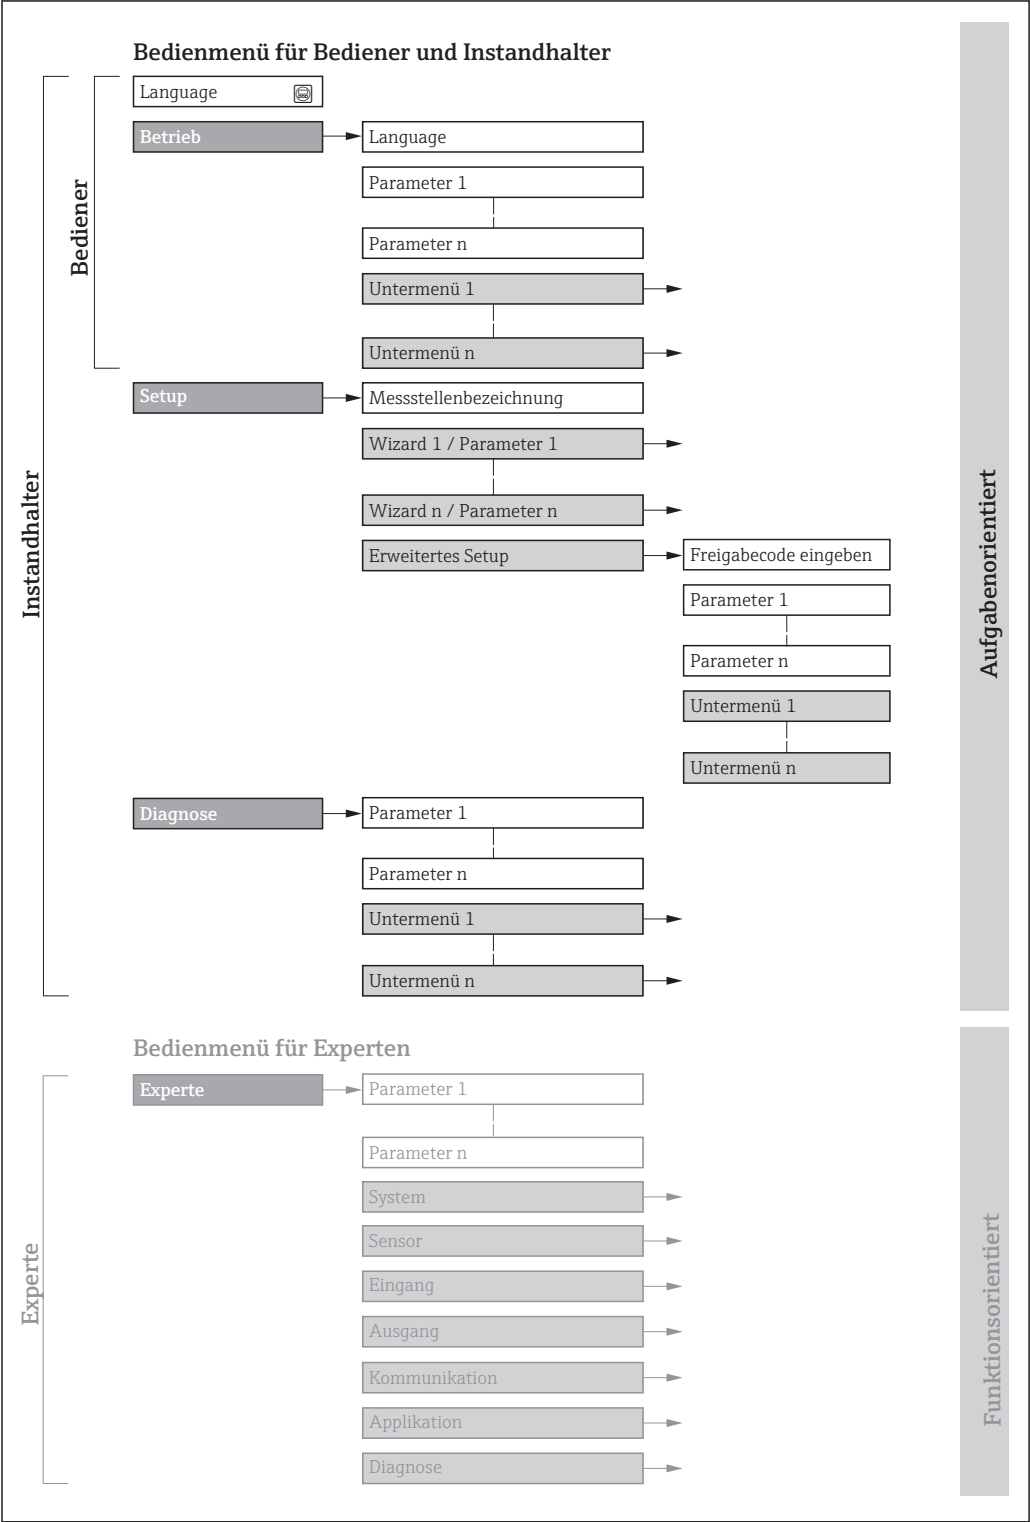 Bedienmenü für Bediener und Instandhalter
Language
Betrieb
Language
Parameter 1
Parameter n
Untermenü 1
Untermenü n
Bediener
Setup
Messstellenbezeichnung
Wizard 1 / Parameter 1
Wizard n / Parameter n
Erweitertes Setup
Freigabecode eingeben
Parameter 1
Parameter n
Untermenü 1
Untermenü n
Instandhalter
Aufgabenorientiert
Diagnose
Parameter 1
Parameter n
Untermenü 1
Untermenü n
Bedienmenü für Experten
Experte
Parameter 1
Parameter n
System
Sensor
Eingang
Ausgang
Kommunikation
Applikation
Diagnose
Experte
Funktionsorientiert